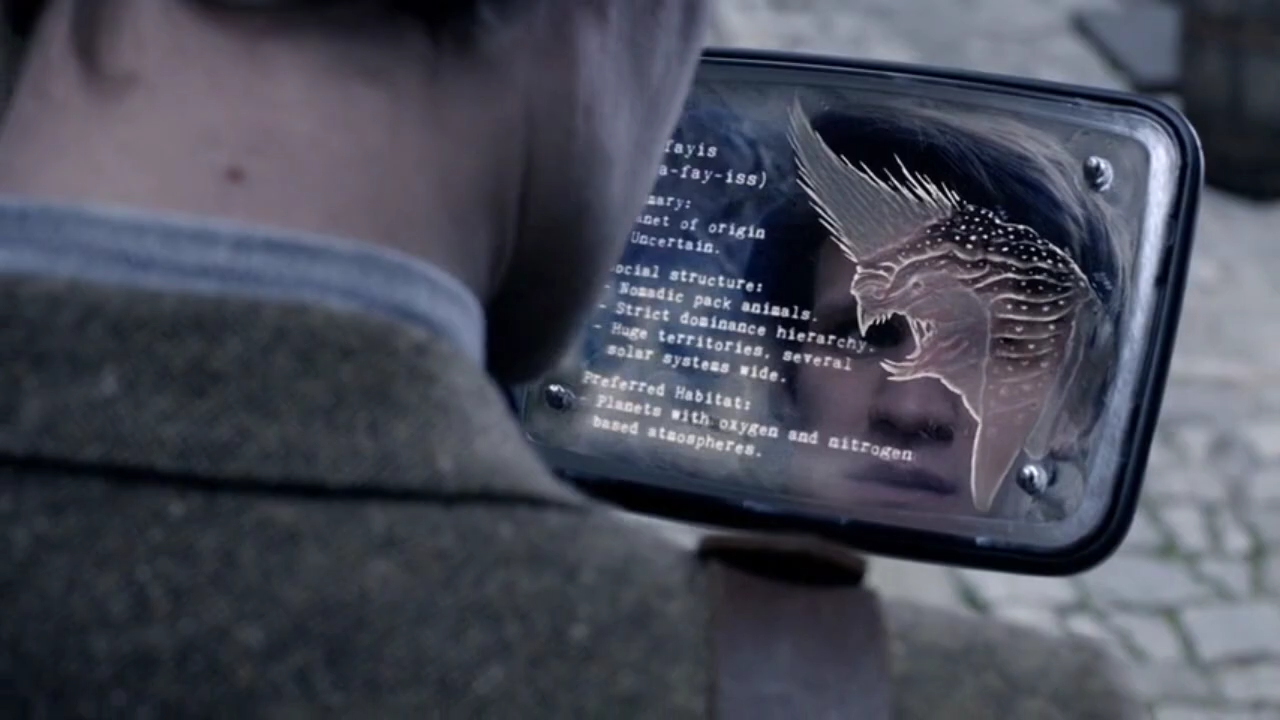 fayis
a-fay-iss)
mary:
anet of origin
Uncertain.
ocial structure:
- Nomadic pack animals.
- Strict dominance hierarchy.
- Huge territories, several
solar systems wide.
Preferred Habitat:
- Planets with oxygen and nitrogen
based atmospheres.